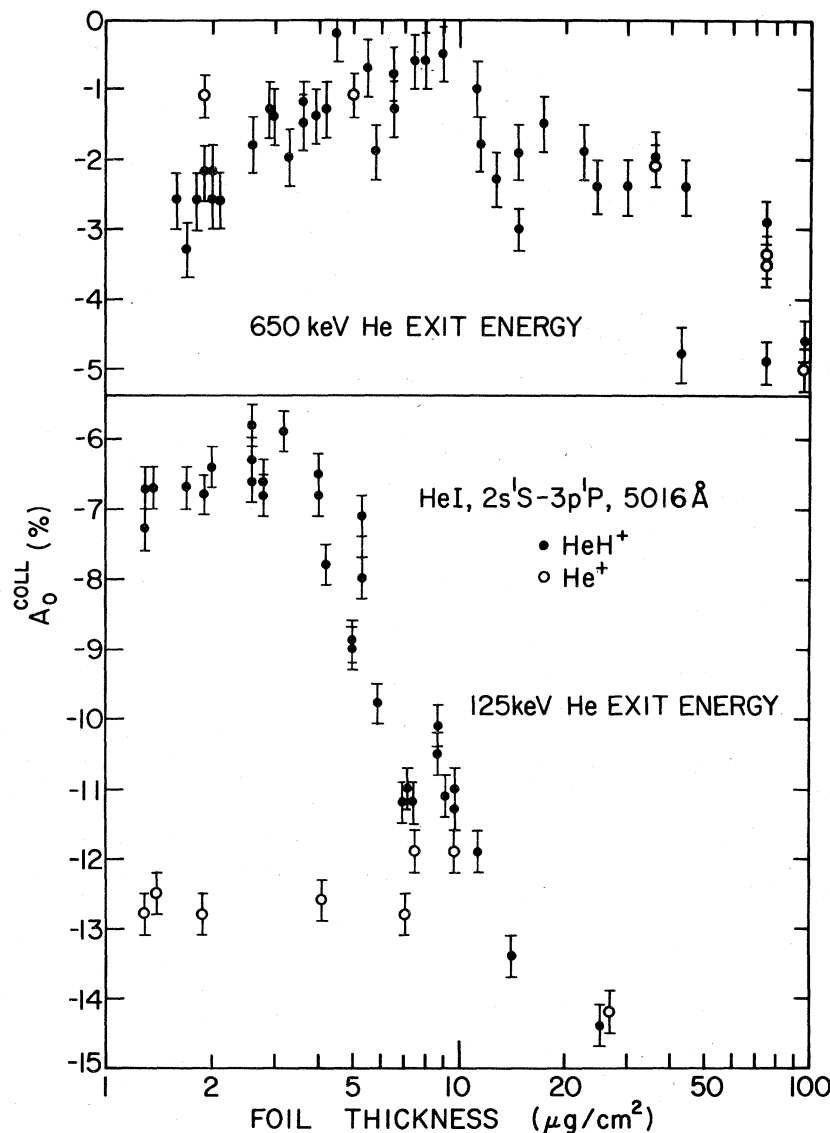 0
-1
-2
-3
-4
-5
650 keV He EXIT ENERGY
-6
-7
-8
-9
-10
-11
-12
-13
-14
-15
A₀^COLL (%)
HeI, 2s¹S-3p¹P, 5016Å
● HeH⁺
○ He⁺
125keV He EXIT ENERGY
1 2 5 10 20 50 100
FOIL THICKNESS (μg/cm²)